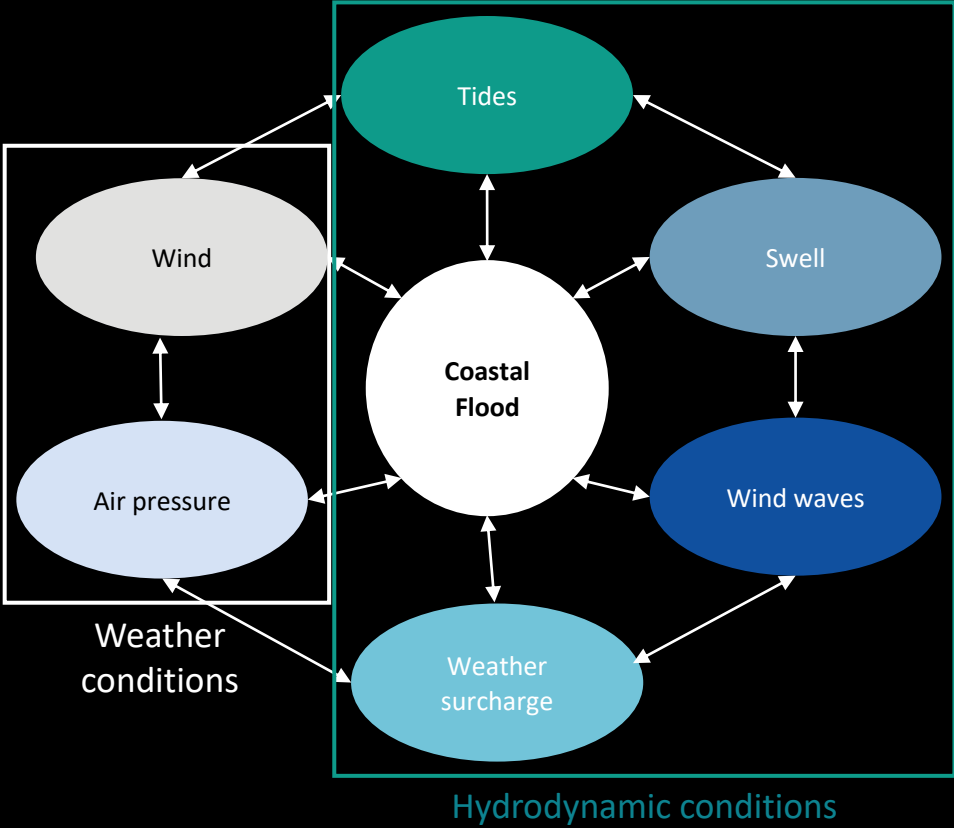 Tides
Wind
Swell
Coastal
Flood
Air pressure
Wind waves
Weather
conditions
Weather
surcharge
Hydrodynamic conditions